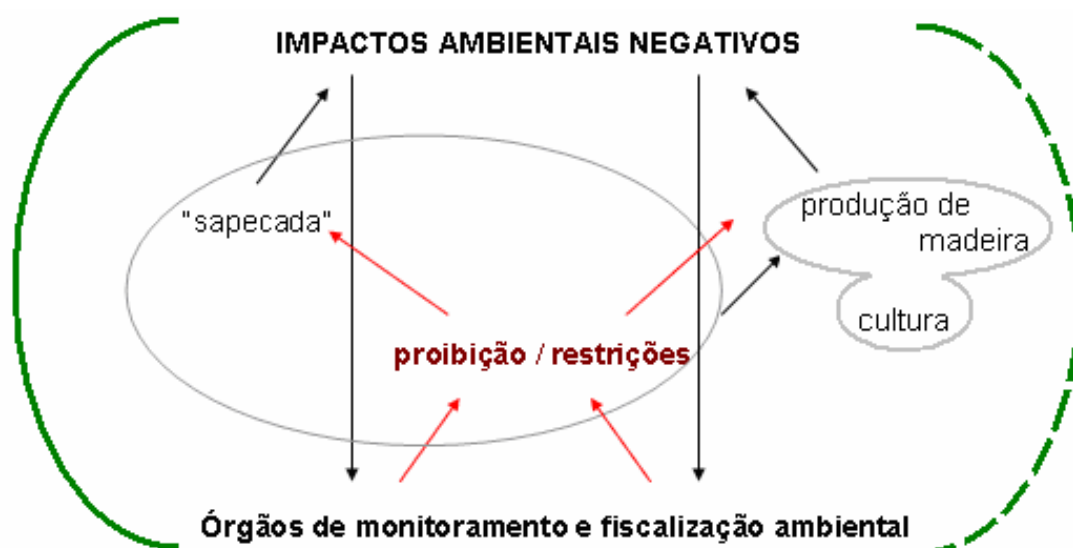 IMPACTOS AMBIENTAIS NEGATIVOS
"sapecada"
produção de
madeira
cultura
proibição / restrições
Órgãos de monitoramento e fiscalização ambiental